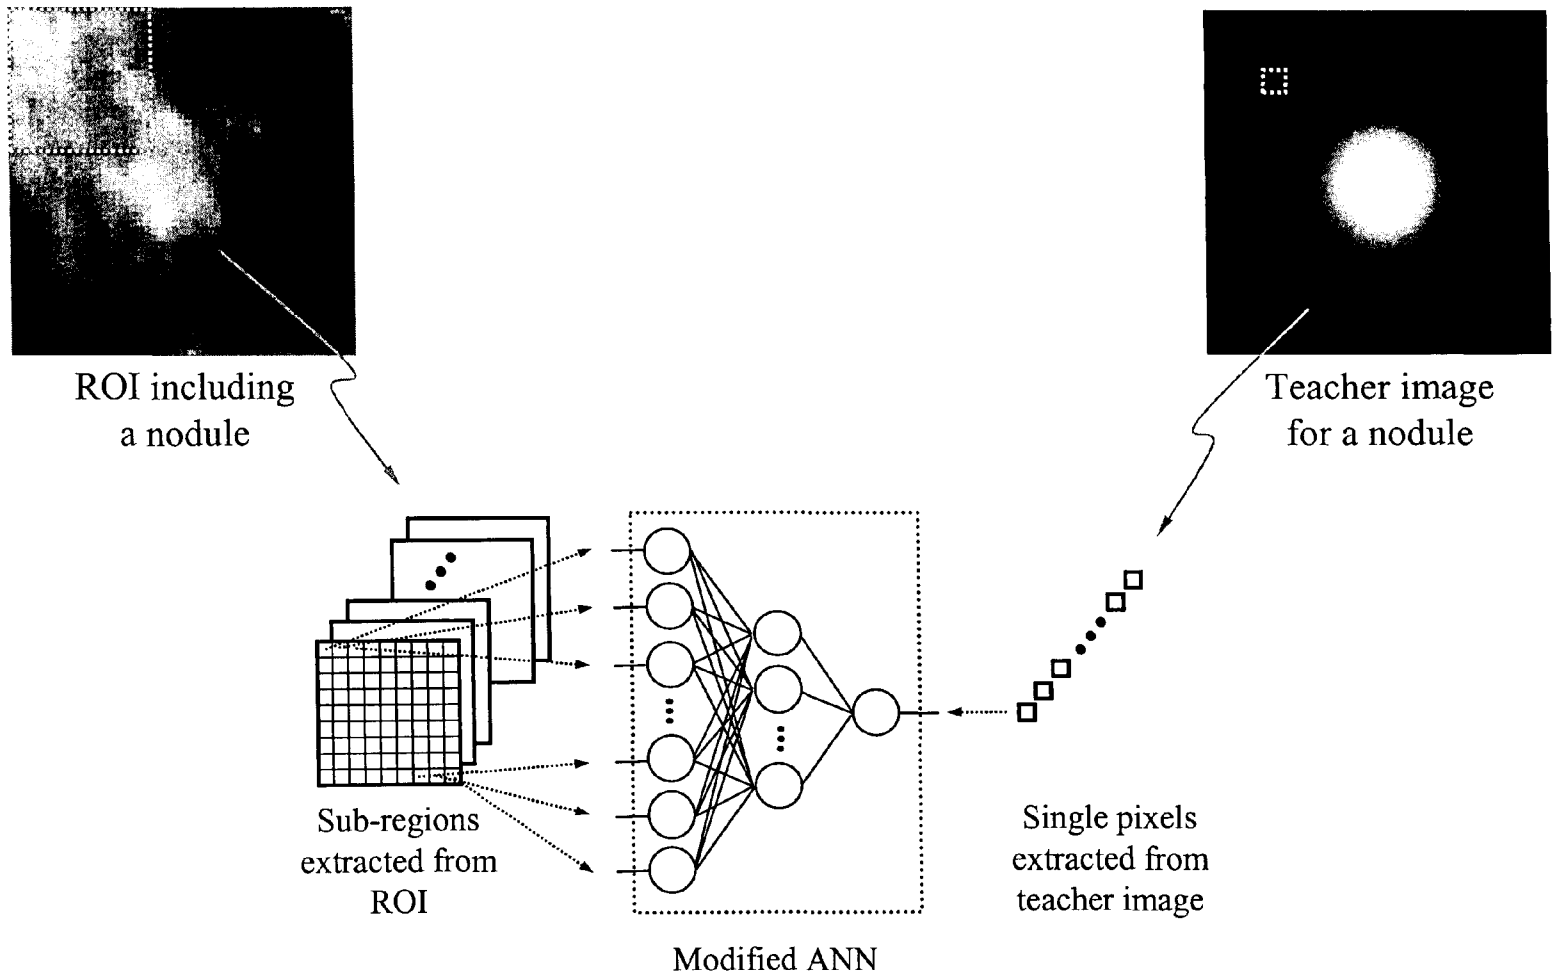 ROI including
a nodule
Teacher image
for a nodule
Sub-regions
extracted from
ROI
Single pixels
extracted from
teacher image
Modified ANN